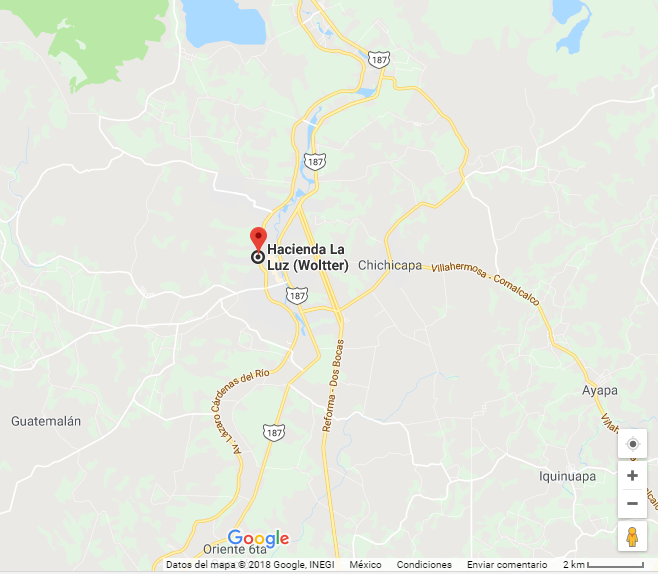 187
187
Hacienda La
Luz (Woltter)
Chichicapa
Villahermosa - Comalcalco
187
Reforma - Dos Bocas
Av. Lázaro Cárdenas del Río
Ayapa
Guatemalán
187
Iquinuapa
Google
Oriente 6ta
Datos del mapa © 2018 Google, INEGI México Condiciones Enviar comentario 2 km